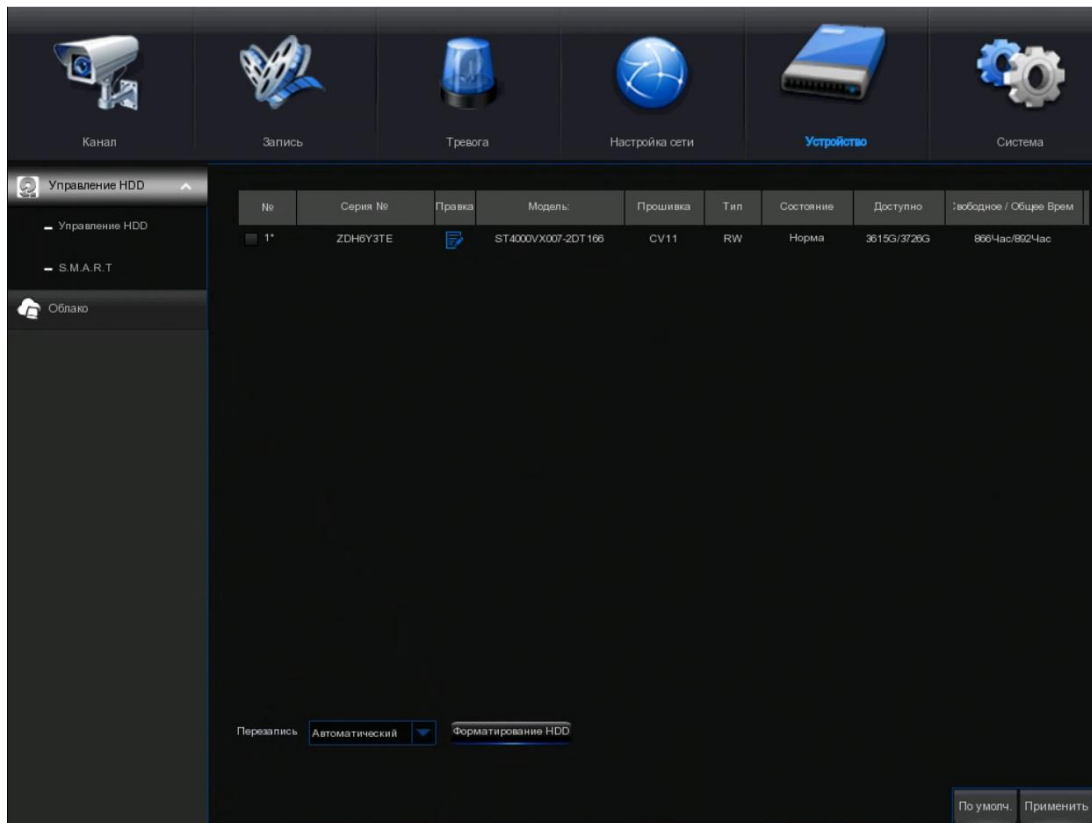 Канал Запись Тревога Настройка сети Устройство Система
Управление HDD
Управление HDD
S.M.A.R.T
Облако
№ Серия № Правка Модель: Прошивка Тип Состояние Доступно Свободное / Общее Врем
1* ZDH6Y3TE ST4000VX007-2DT166 CV11 RW Норма 3615G/3726G 866Час/892Час
Перезапись Автоматический Форматирование HDD
По умолч. Применить